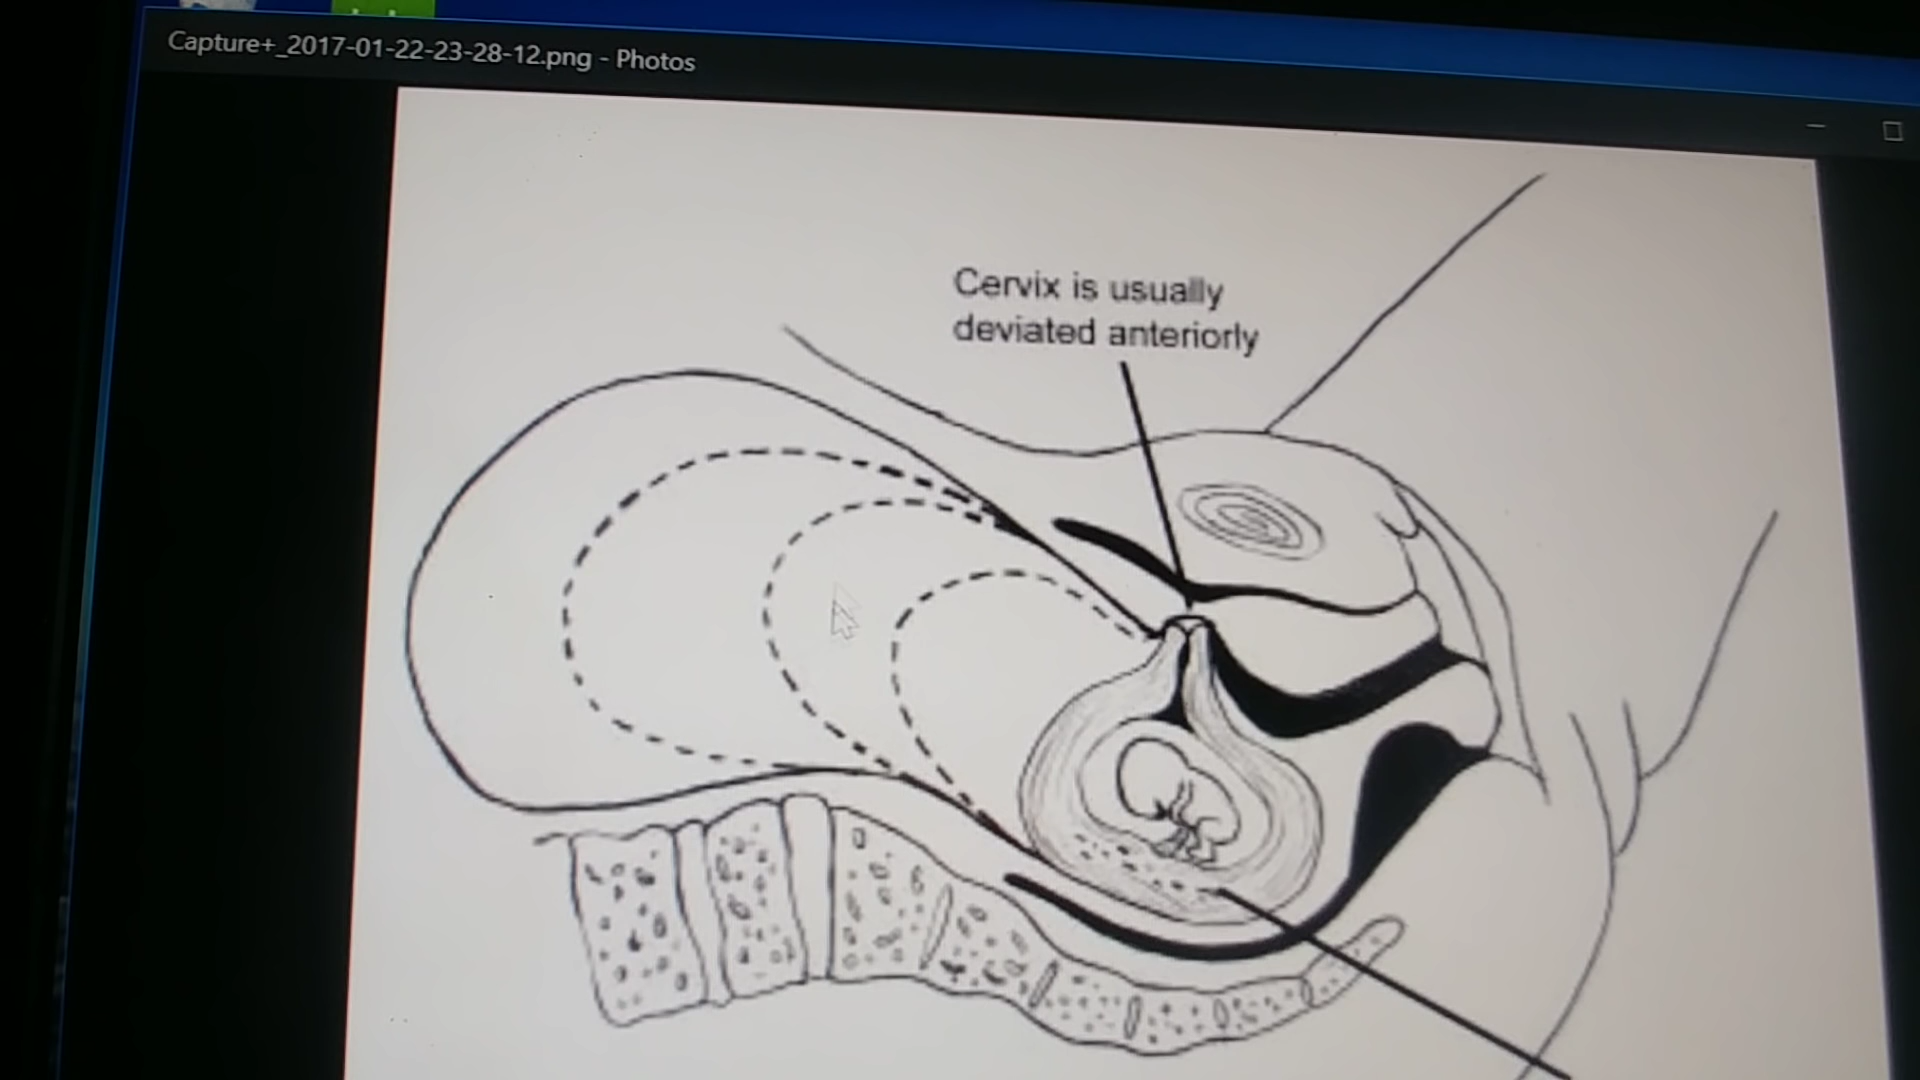 Capture+_2017-01-22-23-28-12.png - Photos
Cervix is usually
deviated anteriorly